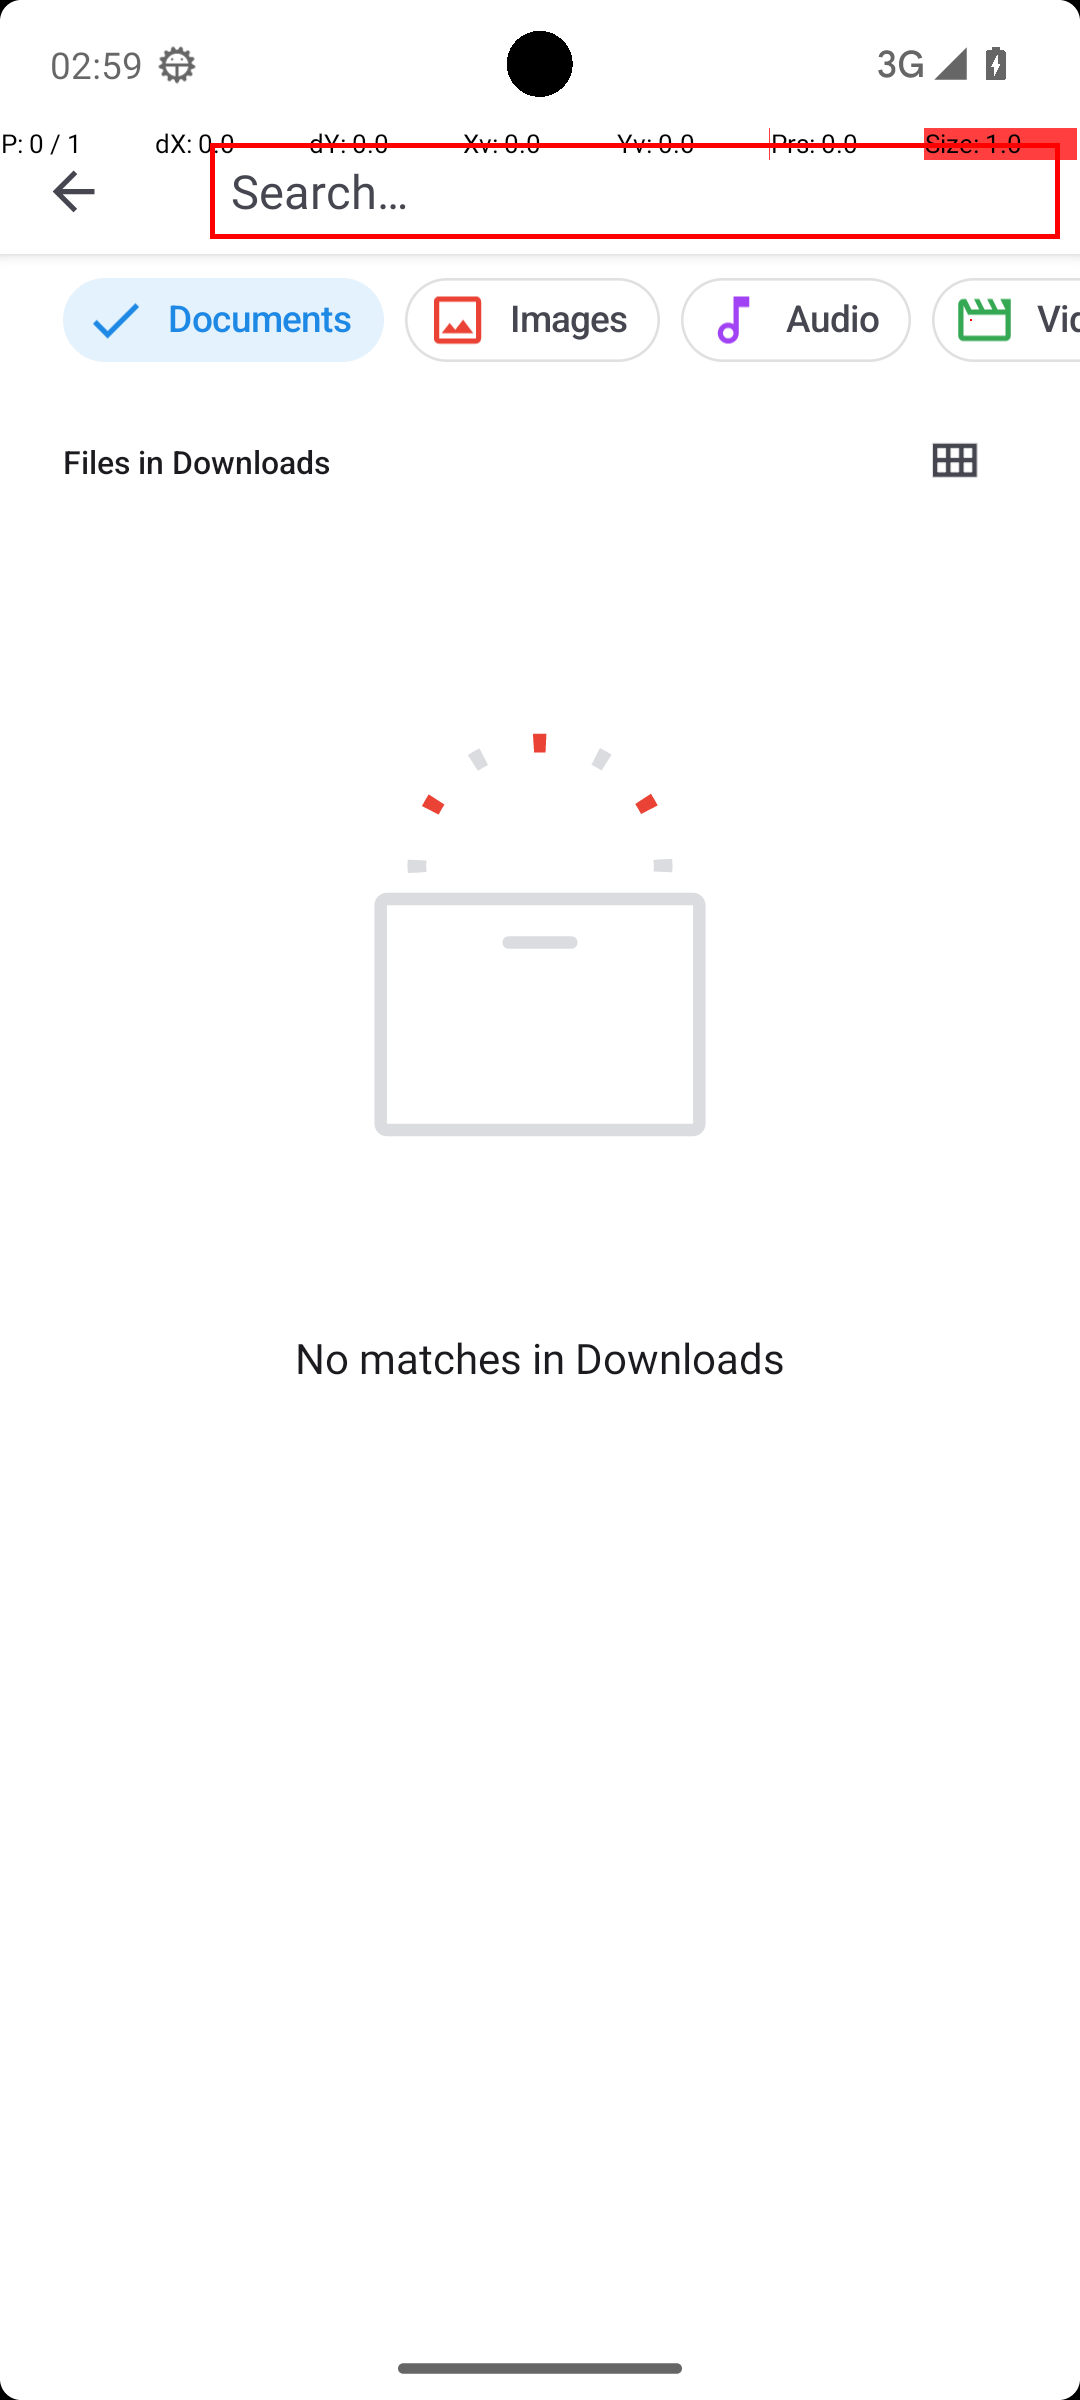 02:59 3G
P: 0 / 1 dX: 0.0 dY: 0.0 Xv: 0.0 Yv: 0.0 Prs: 0.0 Size: 1.0
Search…
Documents Images Audio Vid
Files in Downloads
No matches in Downloads